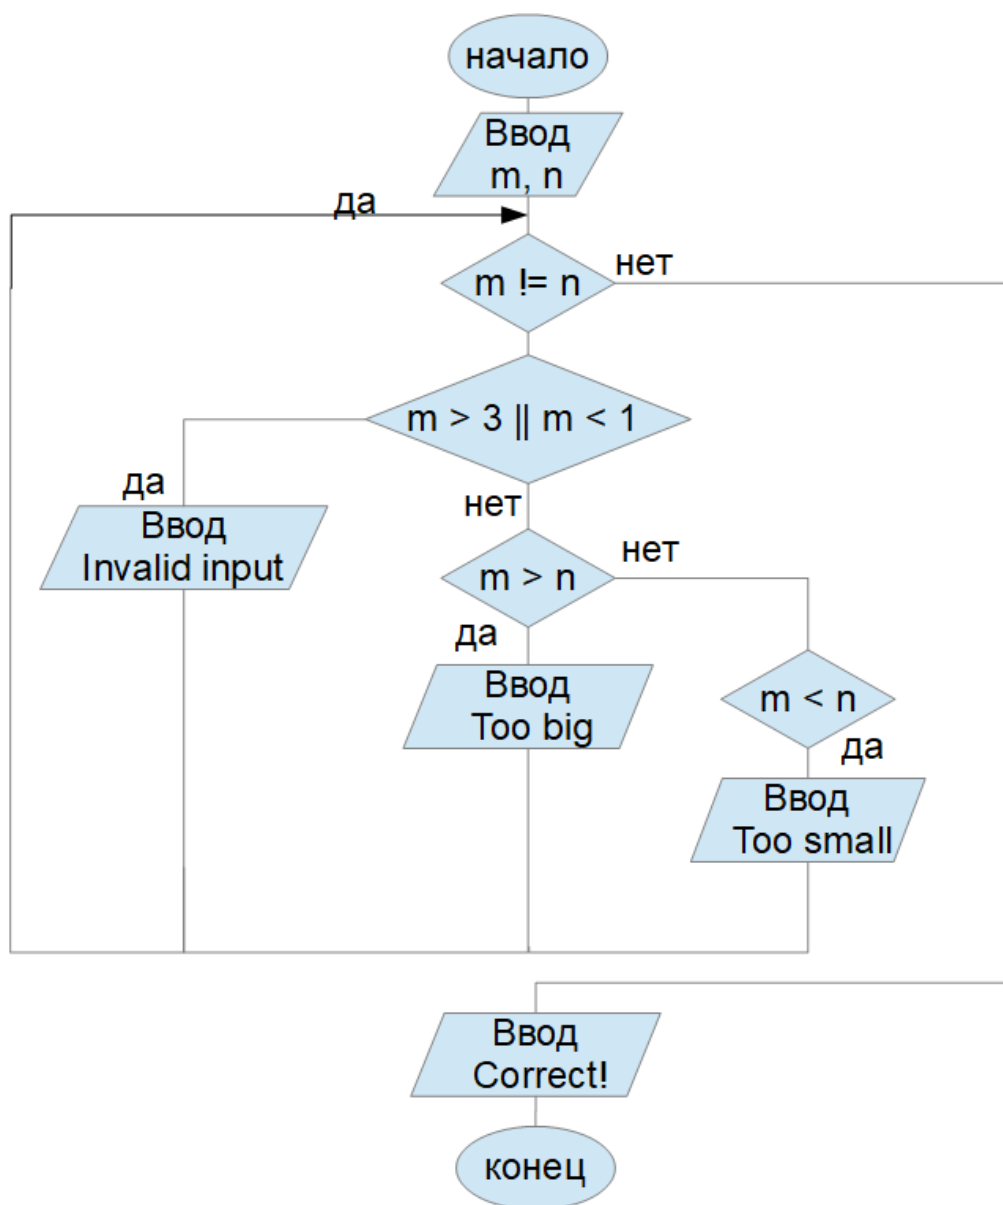 начало
Ввод
m, n
да
m != n
нет
m > 3 || m < 1
да
нет
Ввод
Invalid input
m > n
нет
да
Ввод
Too big
m < n
да
Ввод
Too small
Ввод
Correct!
конец